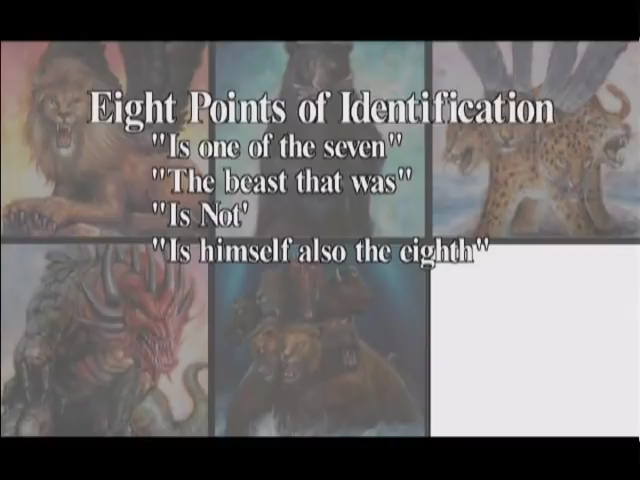 Eight Points of Identification
"Is one of the seven"
"The beast that was"
"Is Not'
"Is himself also the eighth"